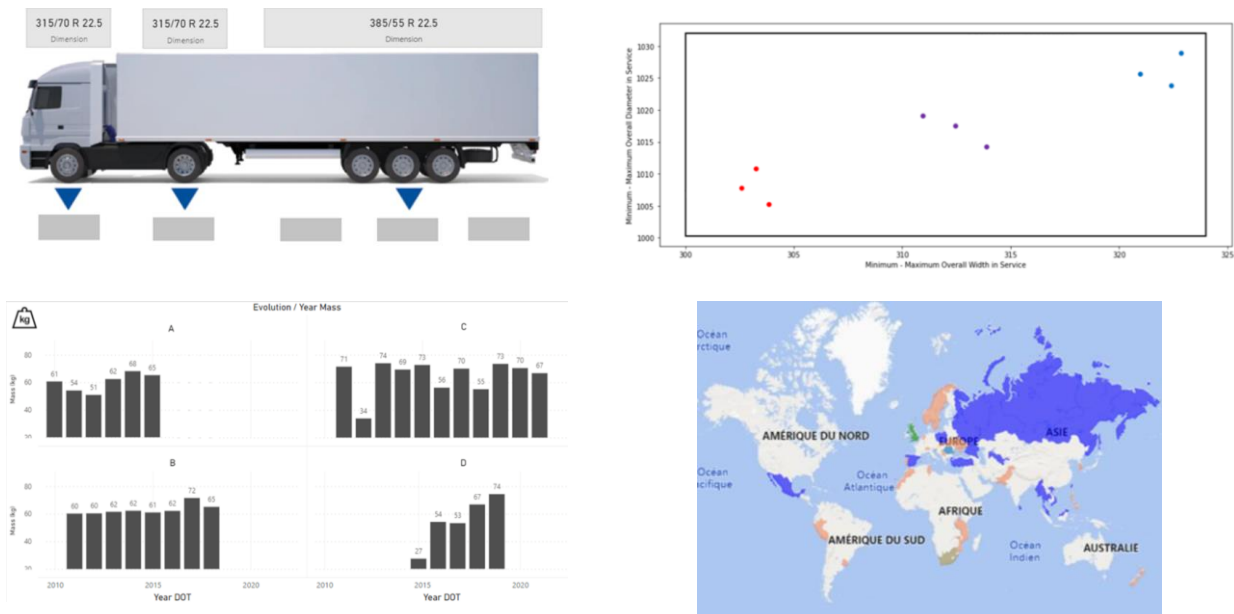 315/70 R 22.5
Dimension
315/70 R 22.5
Dimension
385/55 R 22.5
Dimension
Minimum - Maximum Overall Diameter in Service
1030
1025
1020
1015
1010
1005
1000
300 305 310 315 320 325
Minimum - Maximum Overall Width in Service
kg
Evolution / Year Mass
A
C
Mass (kg)
80
60
40
20
61 54 51 62 68 65
71 34 74 69 73 56 70 55 73 70 67
B
D
Mass (kg)
80
60
40
20
60 60 62 62 61 62 72 65
27 54 53 67 74
2010 2015 2020
2010 2015 2020
Year DOT
Year DOT
Océan
rctique
AMÉRIQUE DU NORD
EUROPE
ASIE
Océan
cifique
Océan
Atlantique
AFRIQUE
AMÉRIQUE DU SUD
Océan
Indien
AUSTRALIE